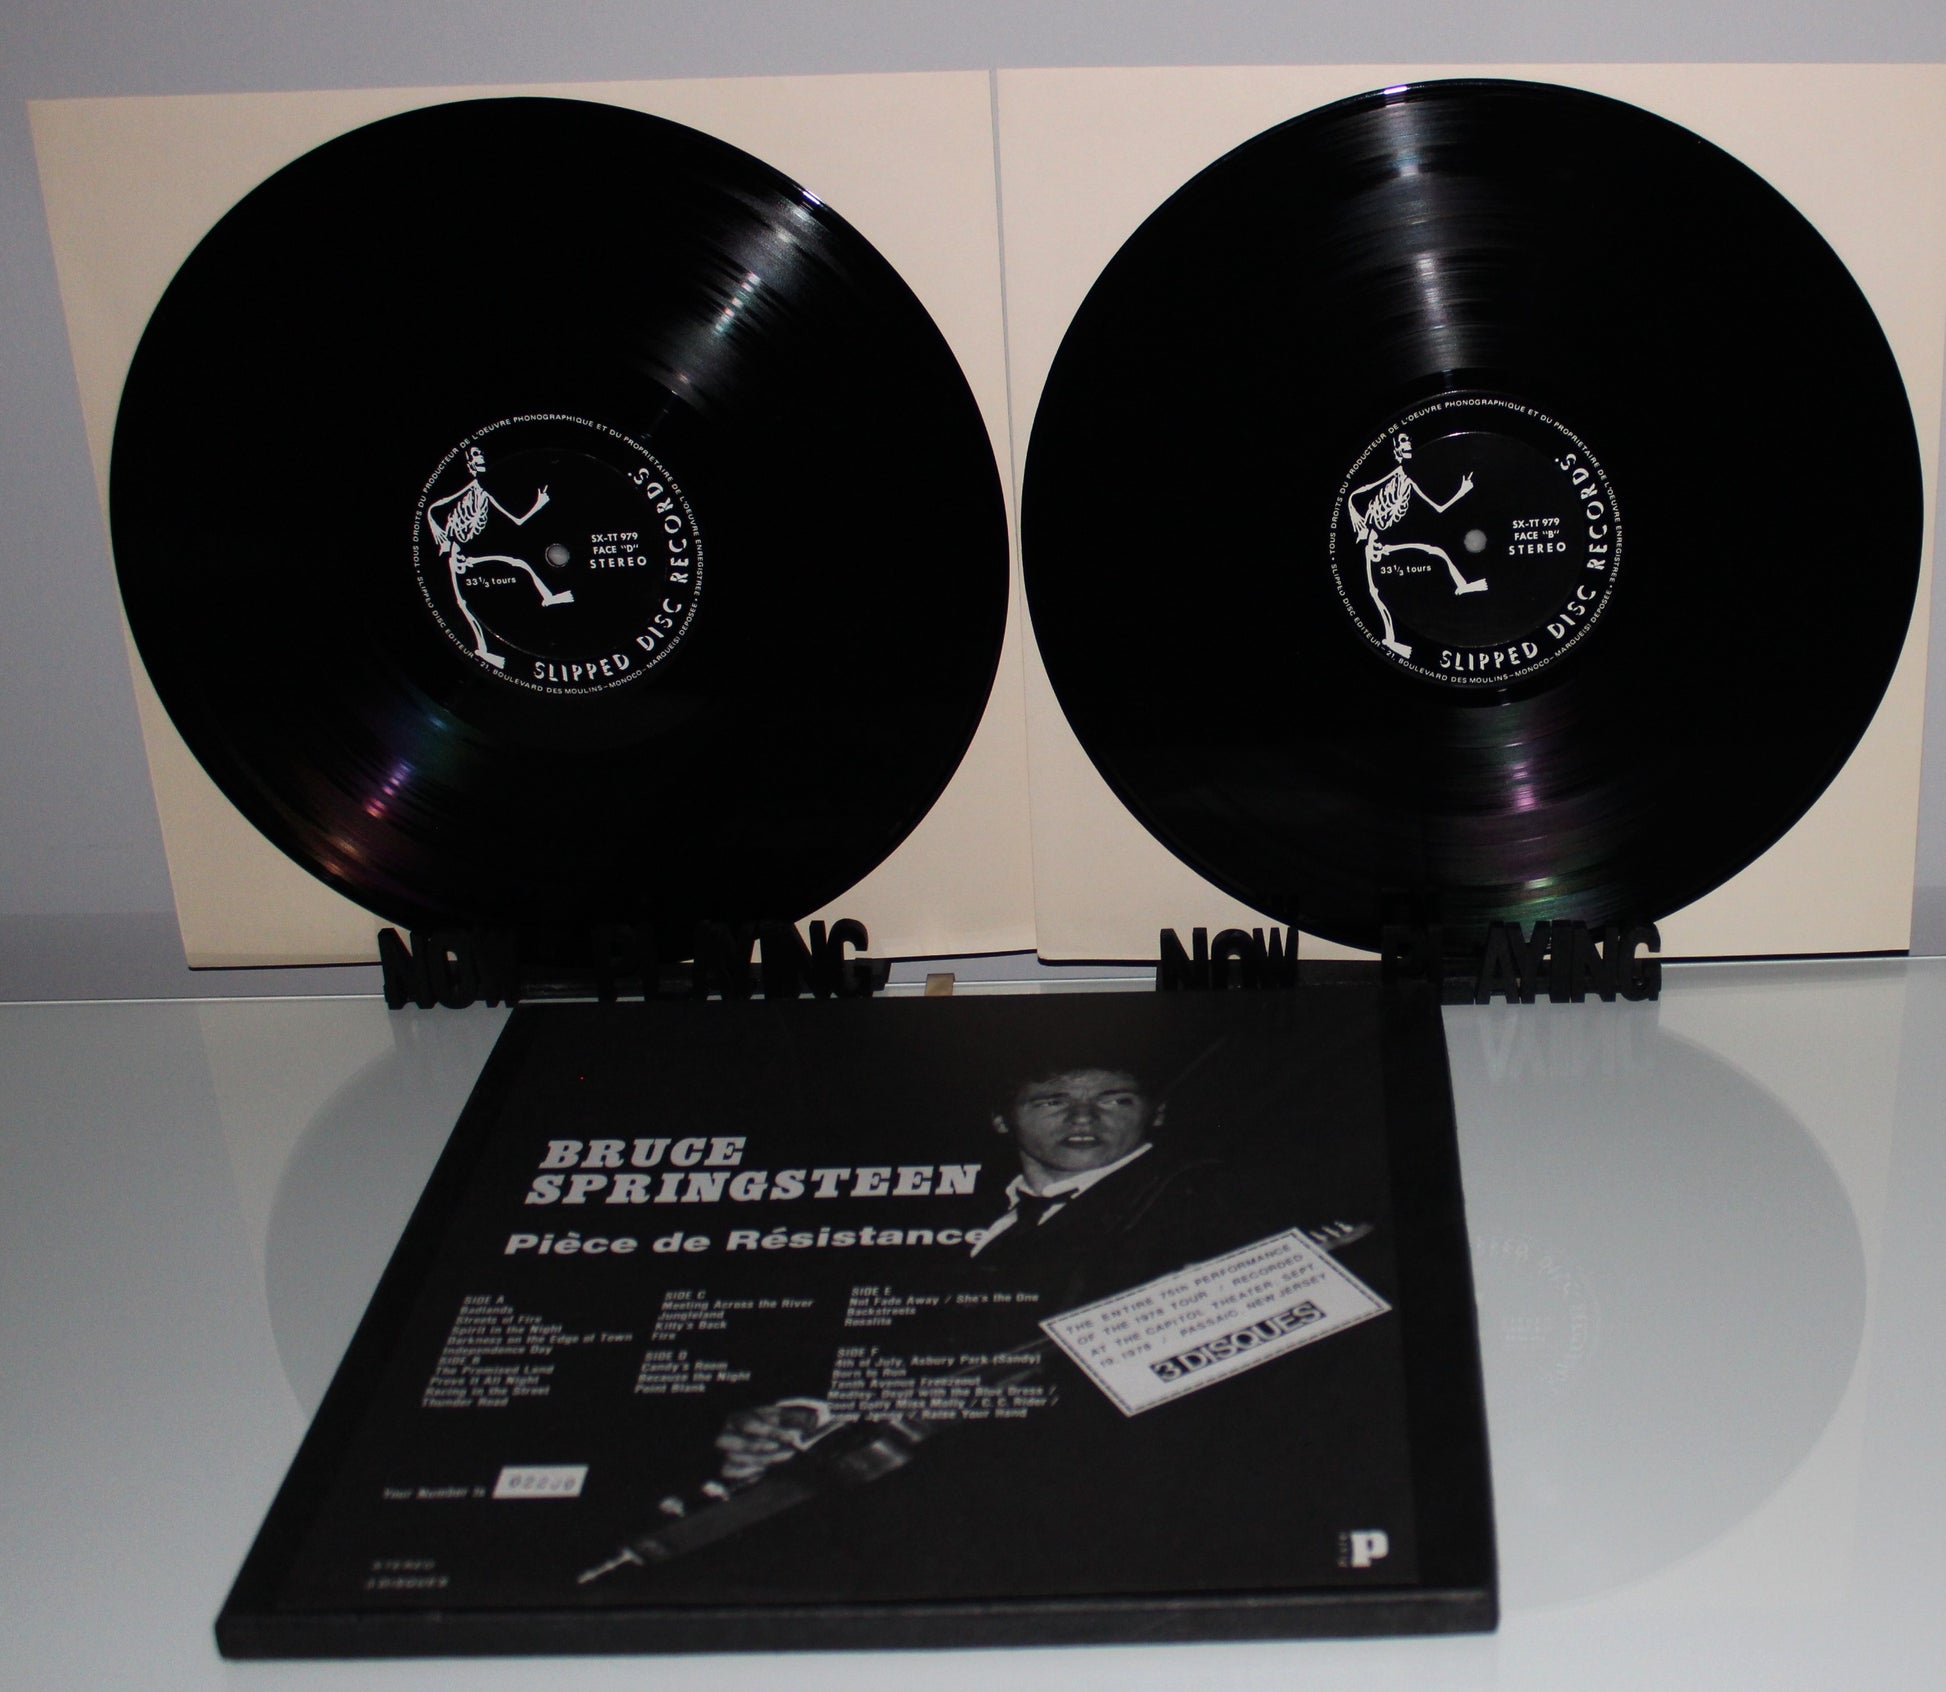 SLIPPED DISC EDITEUR – 21, BOULEVARD DES MOULINS – MONOCO – MARQUE(S) DEPOSEE • TOUS DROITS DU PRODUCTEUR DE L'OEUVRE PHONOGRAPHIQUE ET DU PROPRIETAIRE DE L'OEUVRE ENREGISTREE •
SX-TT 979
FACE "D"
STEREO
33 1/3 tours
SLIPPED DISC RECORDS
SLIPPED DISC EDITEUR – 21, BOULEVARD DES MOULINS – MONOCO – MARQUE(S) DEPOSEE • TOUS DROITS DU PRODUCTEUR DE L'OEUVRE PHONOGRAPHIQUE ET DU PROPRIETAIRE DE L'OEUVRE ENREGISTREE •
SX-TT 979
FACE "B"
STEREO
33 1/3 tours
SLIPPED DISC RECORDS
NOW PLAYING
NOW PLAYING
BRUCE
SPRINGSTEEN
Pièce de Résistance
SIDE A
Badlands
Streets of Fire
Spirit in the Night
Darkness on the Edge of Town
Independence Day
SIDE B
The Promised Land
Prove It All Night
Racing in the Street
Thunder Road
SIDE C
Meeting Across the River
Jungleland
Kitty's Back
Fire
SIDE D
Candy's Room
Because the Night
Point Blank
SIDE E
Not Fade Away / She's the One
Backstreets
Rosalita
SIDE F
4th of July, Asbury Park (Sandy)
Born to Run
Tenth Avenue Freezeout
Medley: Devil with the Blue Dress /
Good Golly Miss Molly / C. C. Rider /
Jenny / Raise Your Hand
THE ENTIRE 75th PERFORMANCE
OF THE 1978 TOUR / RECORDED
AT THE CAPITOL THEATER, SEPT.
19, 1978 / PASSAIC, NEW JERSEY
3 DISQUES
Your Number is
STEREO
3 DISQUES
P